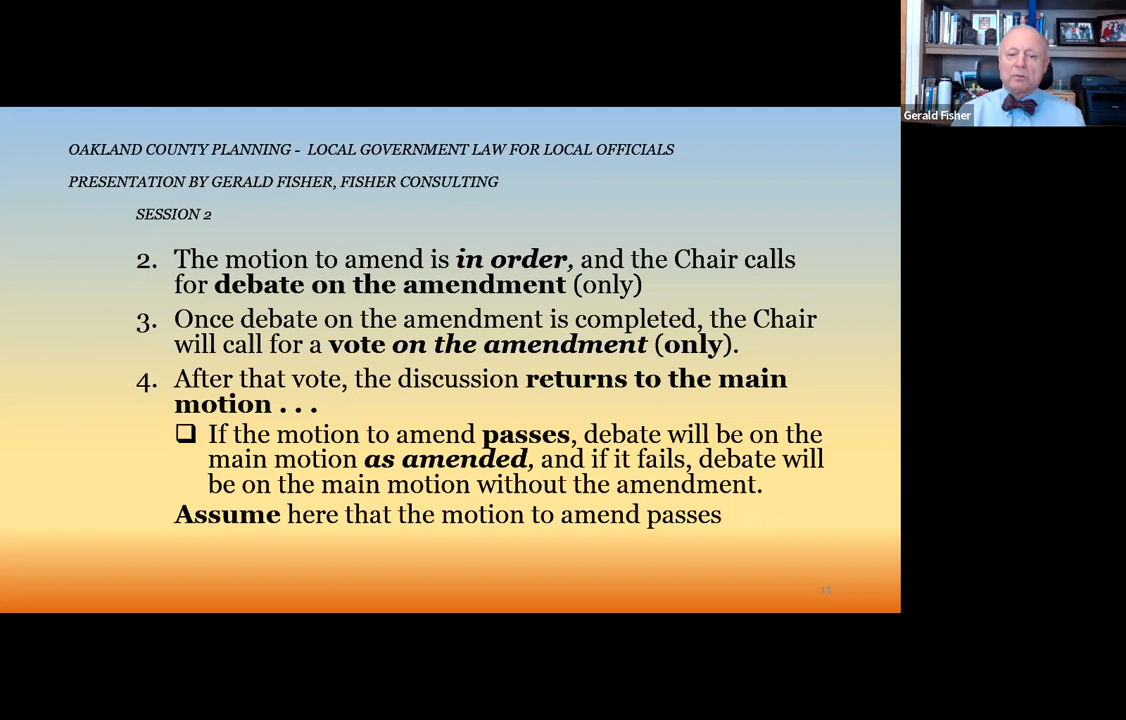 Gerald Fisher
OAKLAND COUNTY PLANNING - LOCAL GOVERNMENT LAW FOR LOCAL OFFICIALS
PRESENTATION BY GERALD FISHER, FISHER CONSULTING
SESSION 2
2. The motion to amend is in order, and the Chair calls
for debate on the amendment (only)
3. Once debate on the amendment is completed, the Chair
will call for a vote on the amendment (only).
4. After that vote, the discussion returns to the main
motion . . .
❑ If the motion to amend passes, debate will be on the
main motion as amended, and if it fails, debate will
be on the main motion without the amendment.
Assume here that the motion to amend passes